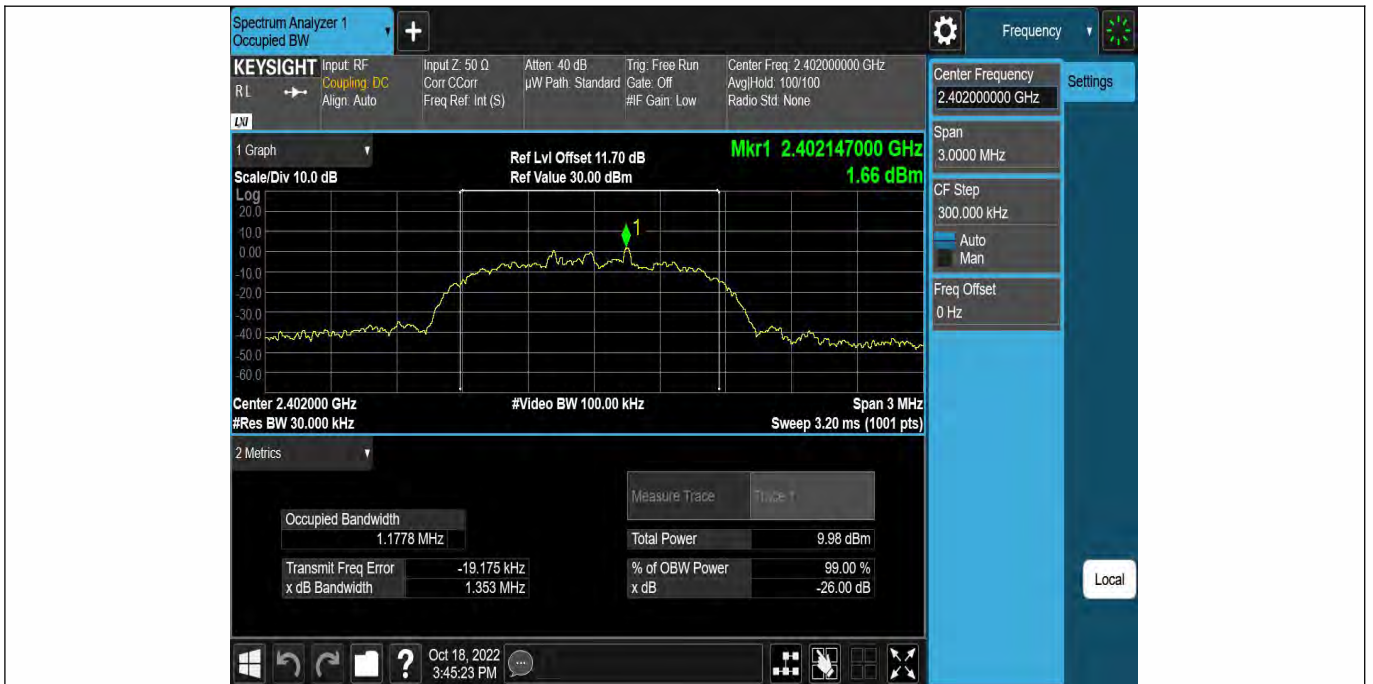 Spectrum Analyzer 1
Occupied BW
+
Frequency
KEYSIGHT
RL
LXI
Input: RF
Coupling: DC
Align: Auto
Input Z: 50 Ω
Corr CCorr
Freq Ref: Int (S)
Atten: 40 dB
µW Path: Standard
Trig: Free Run
Gate: Off
#IF Gain: Low
Center Freq: 2.402000000 GHz
Avg|Hold: 100/100
Radio Std: None
Center Frequency
2.402000000 GHz
Settings
Span
3.0000 MHz
CF Step
300.000 kHz
Auto
Man
Freq Offset
0 Hz
Local
1 Graph
Scale/Div 10.0 dB
Ref Lvl Offset 11.70 dB
Ref Value 30.00 dBm
Mkr1 2.402147000 GHz
1.66 dBm
Log
20.0
10.0
0.00
-10.0
-20.0
-30.0
-40.0
-50.0
-60.0
1
Center 2.402000 GHz
#Res BW 30.000 kHz
#Video BW 100.00 kHz
Span 3 MHz
Sweep 3.20 ms (1001 pts)
2 Metrics
Measure Trace Trace 1
Occupied Bandwidth
1.1778 MHz
Total Power 9.98 dBm
Transmit Freq Error -19.175 kHz
% of OBW Power 99.00 %
x dB Bandwidth 1.353 MHz
x dB -26.00 dB
?
Oct 18, 2022
3:45:23 PM